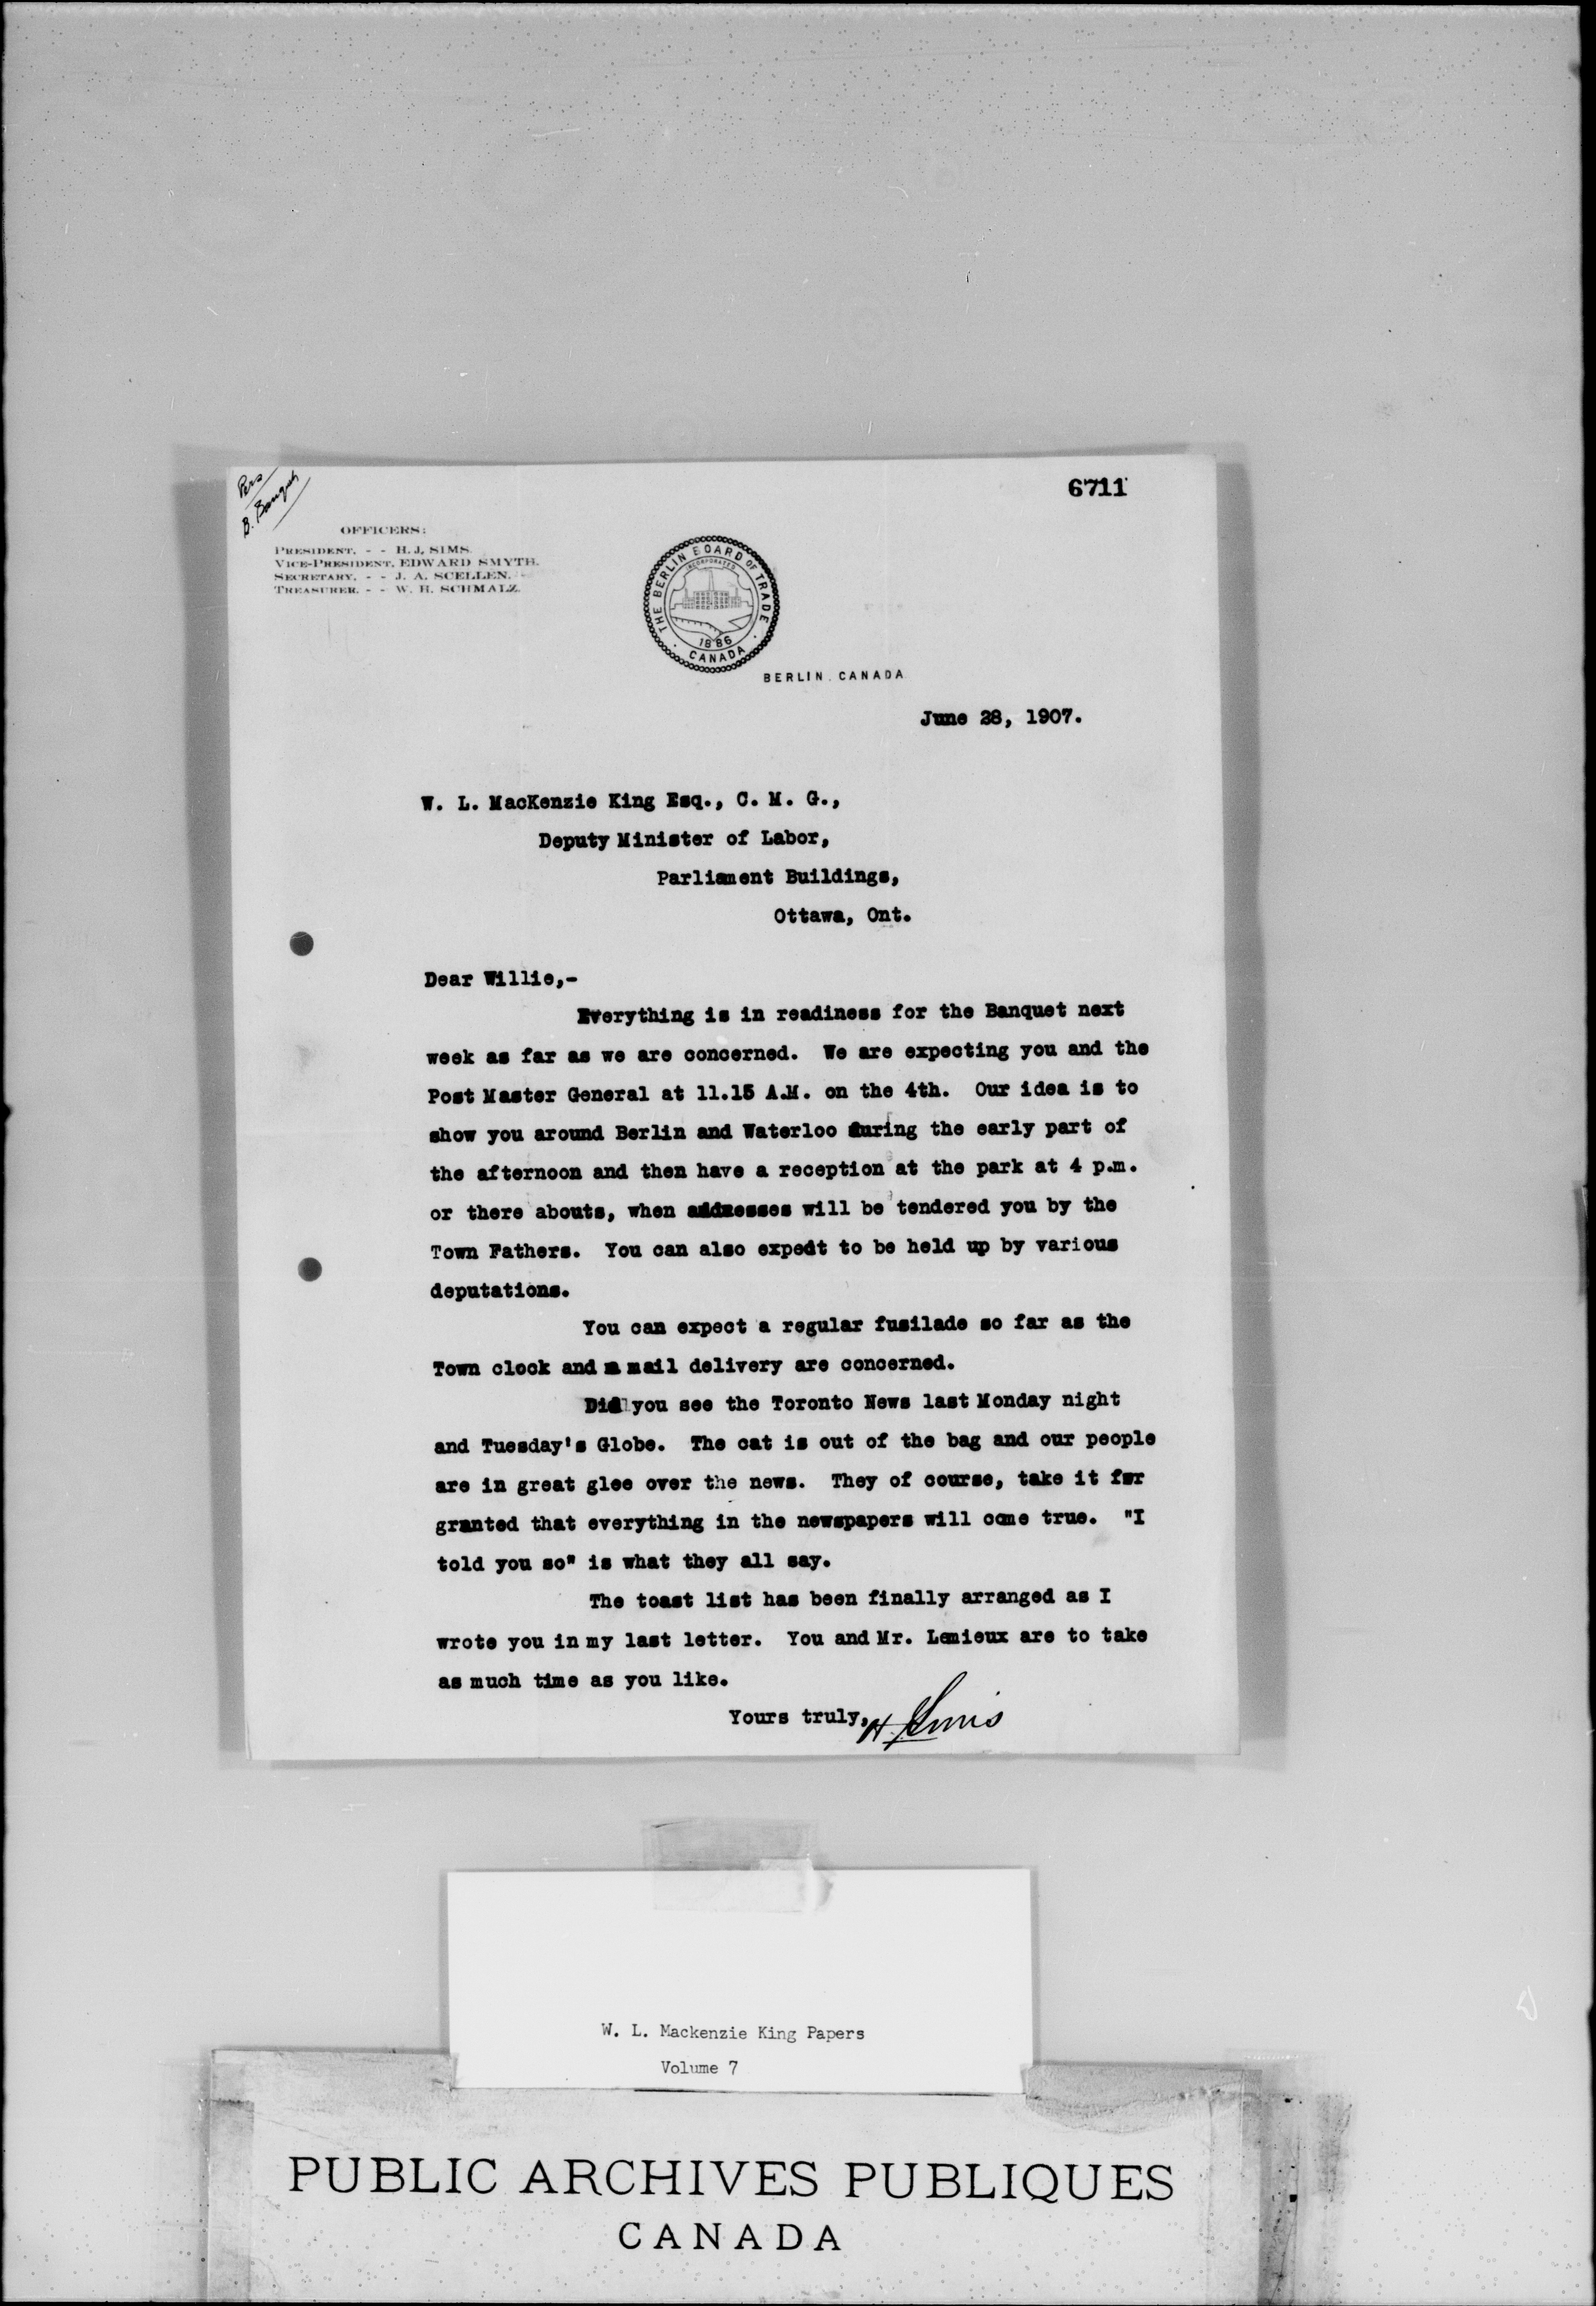 Pers
B. Banquet
6711
OFFICERS:
PRESIDENT, - - H. J. SIMS.
VICE-PRESIDENT, EDWARD SMYTH.
SECRETARY, - - J. A. SCELLEN.
TREASURER, - - W. H. SCHMALZ.
THE BERLIN BOARD OF TRADE
INCORPORATED
1886
CANADA
BERLIN, CANADA
June 28, 1907.
W. L. MacKenzie King Esq., C. M. G.,
Deputy Minister of Labor,
Parliament Buildings,
Ottawa, Ont.
Dear Willie,-
Everything is in readiness for the Banquet next
week as far as we are concerned. We are expecting you and the
Post Master General at 11.15 A.M. on the 4th. Our idea is to
show you around Berlin and Waterloo during the early part of
the afternoon and then have a reception at the park at 4 p.m.
or there abouts, when addresses will be tendered you by the
Town Fathers. You can also expect to be held up by various
deputations.
You can expect a regular fusilade so far as the
Town clock and a mail delivery are concerned.
Did you see the Toronto News last Monday night
and Tuesday's Globe. The cat is out of the bag and our people
are in great glee over the news. They of course, take it for
granted that everything in the newspapers will come true. "I
told you so" is what they all say.
The toast list has been finally arranged as I
wrote you in my last letter. You and Mr. Lemieux are to take
as much time as you like.
Yours truly, H J Sims
W. L. Mackenzie King Papers
Volume 7
PUBLIC ARCHIVES PUBLIQUES
CANADA